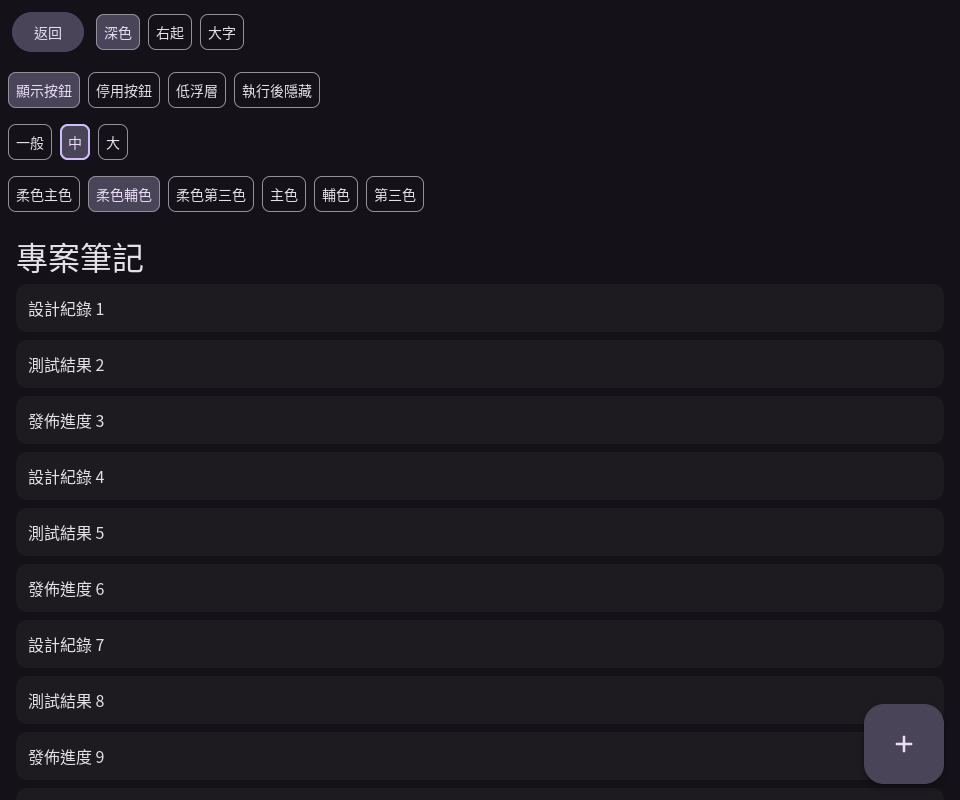 返回 深色 右起 大字
顯示按鈕 停用按鈕 低浮層 執行後隱藏
一般 中 大
柔色主色 柔色輔色 柔色第三色 主色 輔色 第三色
專案筆記
設計紀錄 1
測試結果 2
發佈進度 3
設計紀錄 4
測試結果 5
發佈進度 6
設計紀錄 7
測試結果 8
發佈進度 9